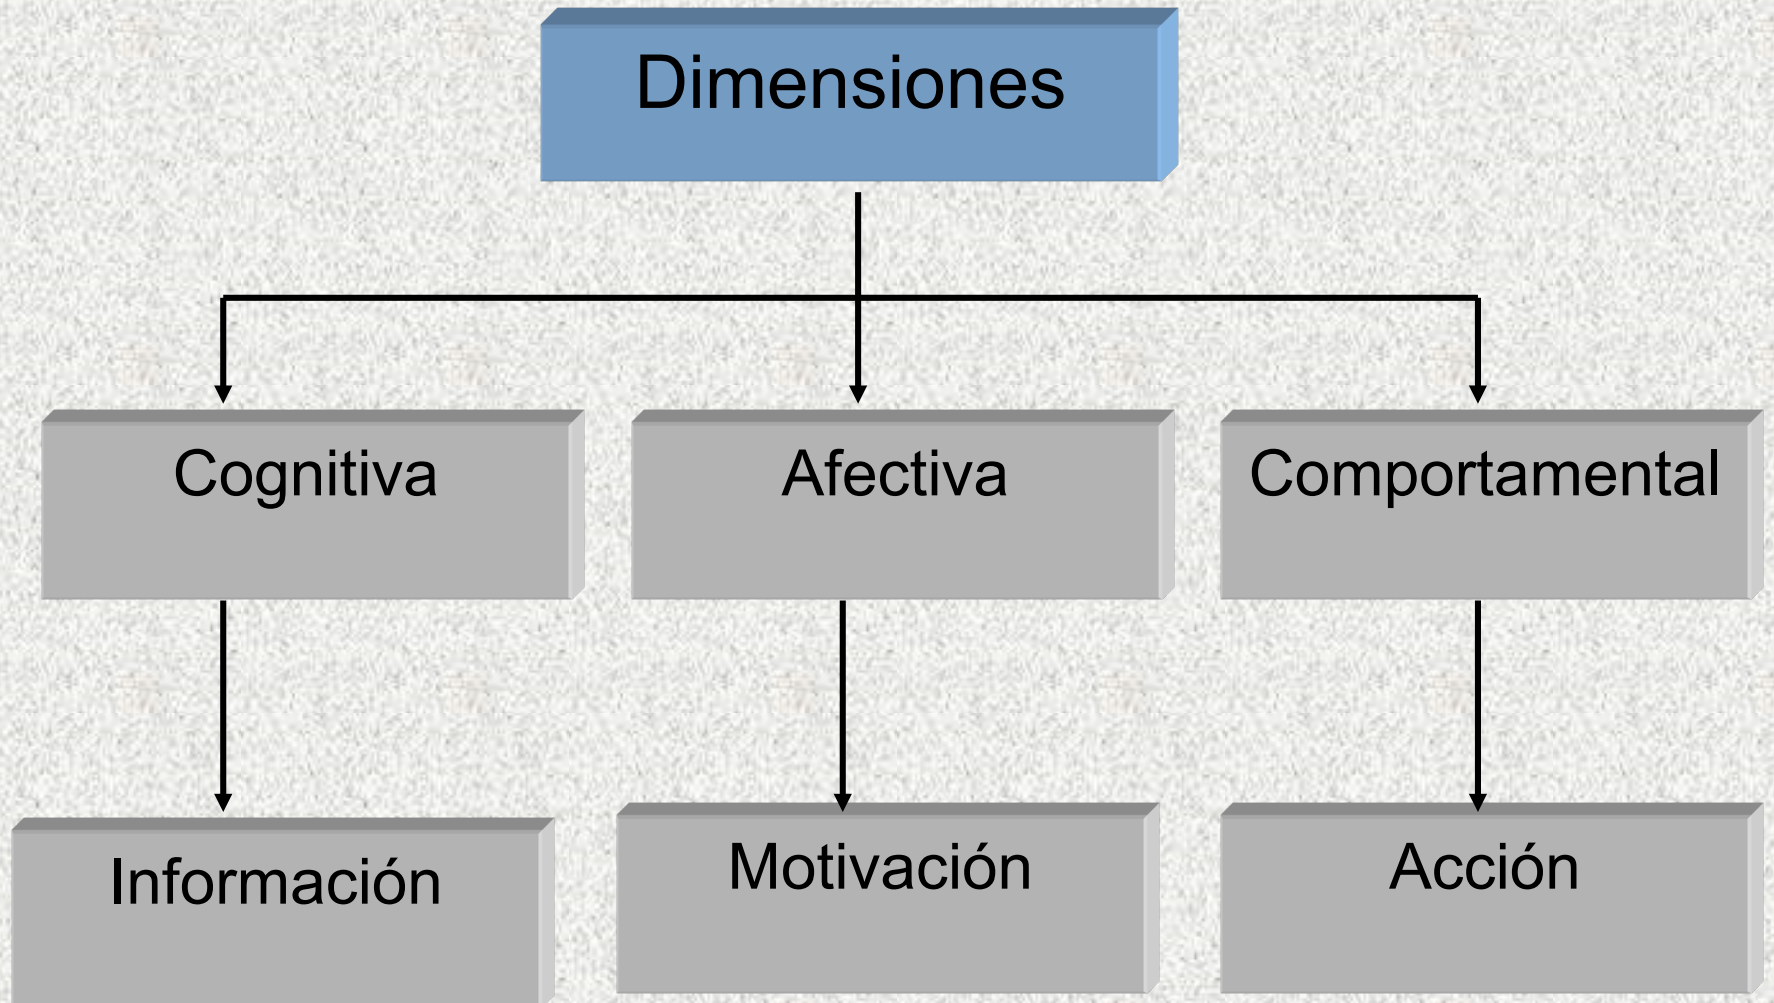 Dimensiones
Cognitiva
Afectiva
Comportamental
Información
Motivación
Acción